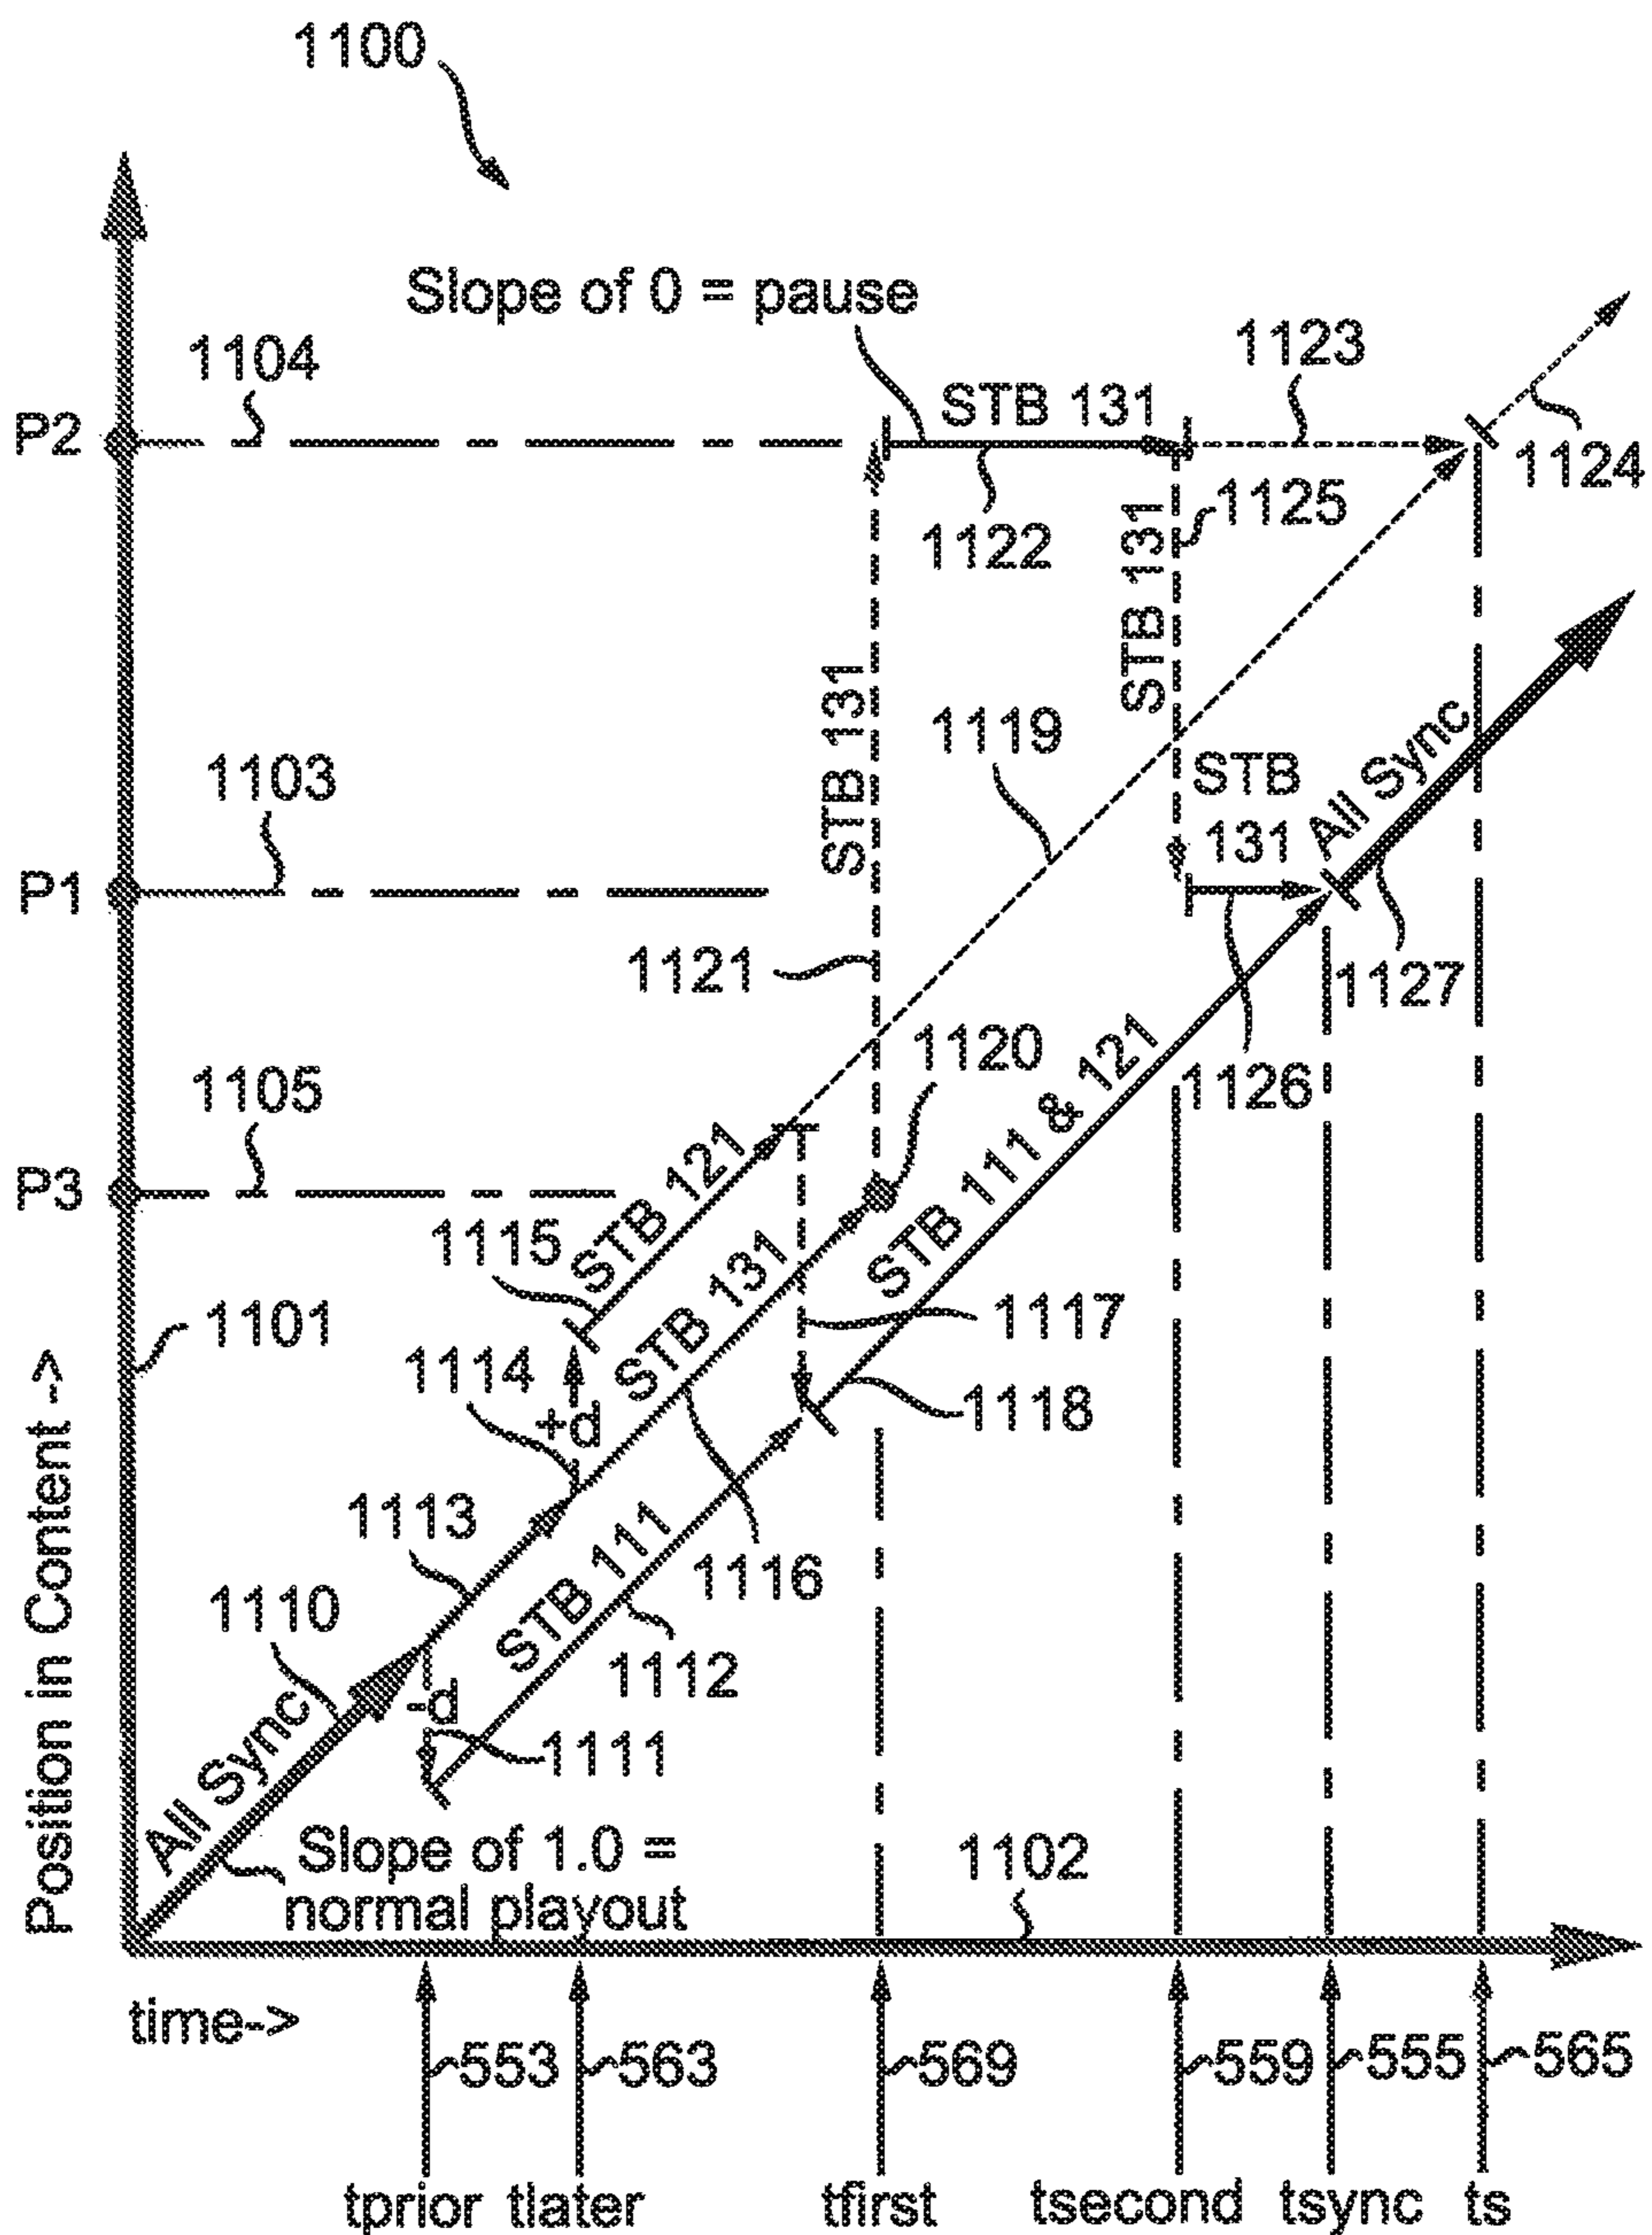 1100
Slope of 0 = pause
1104
1123
P2
STB 131
1124
1122
1125
STB 131
STB 131
1119
1103
STB
131
All Sync
P1
1121
1127
1120
1126
1105
STB 111 & 121
P3
STB 121
1115
STB 131
1101
1117
1114
+d
1118
1113
STB 111
1116
1110
1112
-d
1111
All Sync
Position in Content ->
Slope of 1.0 =
normal playout
1102
time->
553
563
569
559
555
565
tprior
tlater
tfirst
tsecond
tsync
ts